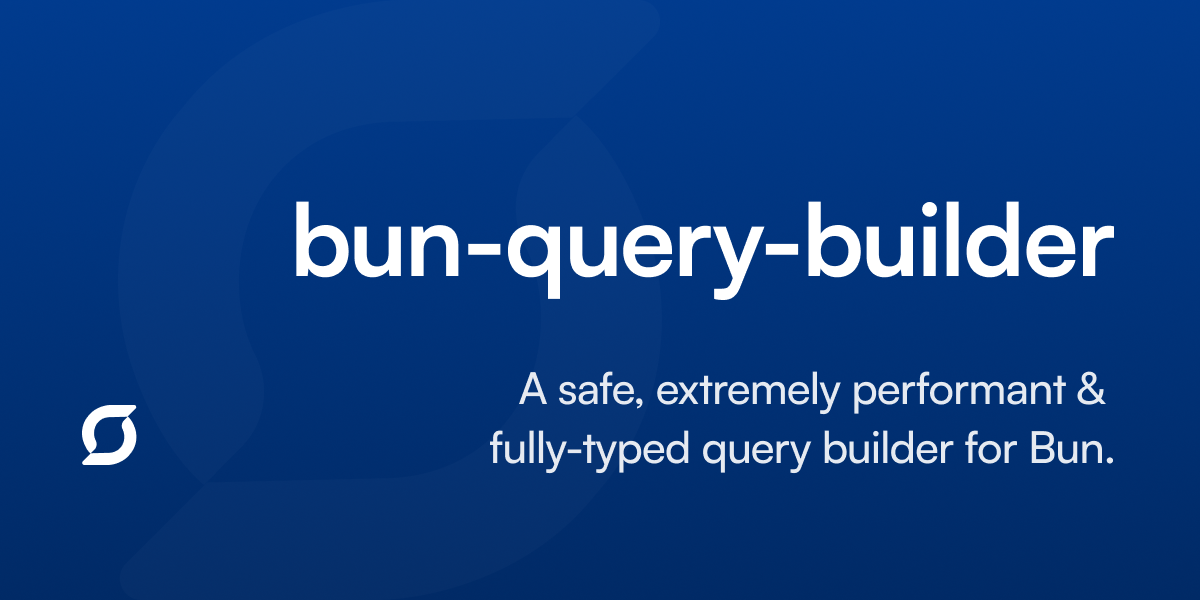 bun-query-builder
A safe, extremely performant &
fully-typed query builder for Bun.